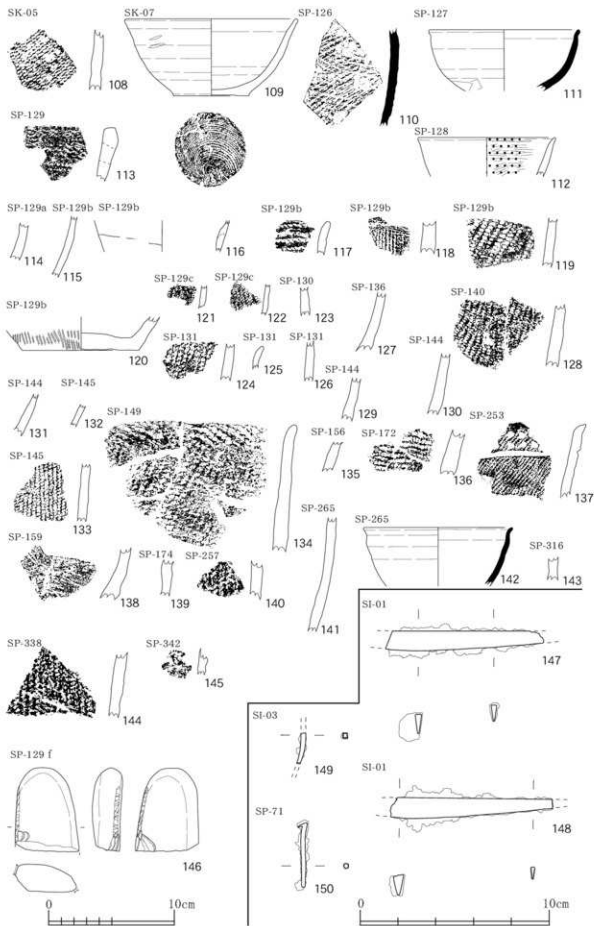 SK-05
108
SK-07
109
SP-126
110
SP-127
111
SP-129
113
SP-128
112
SP-129a
114
SP-129b
115
SP-129b
116
SP-129b
117
SP-129b
118
SP-129b
119
SP-129b
120
SP-129c
121
SP-129c
122
SP-130
123
SP-136
127
SP-140
128
SP-131
124
SP-131
125
SP-131
126
SP-144
129
SP-144
130
SP-144
131
SP-145
132
SP-149
134
SP-156
135
SP-172
136
SP-253
137
SP-145
133
SP-159
138
SP-174
139
SP-257
140
SP-265
141
SP-265
142
SP-316
143
SP-338
144
SP-342
145
SI-01
147
SI-03
149
SI-01
148
SP-129 f
146
SP-71
150
0 10cm
0 10cm